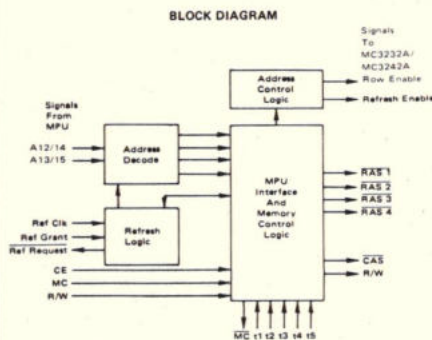 BLOCK DIAGRAM
Signals
To
MC3232A/
MC3242A
Address
Control
Logic
Row Enable
Refresh Enable
Signals
From
MPU
A12/14
A13/15
Address
Decode
MPU
Interface
And
Memory
Control
Logic
RAS 1
RAS 2
RAS 3
RAS 4
Ref Clk
Ref Grant
Ref Request
Refresh
Logic
CE
MC
R/W
CAS
R/W
MC t1 t2 t3 t4 t5